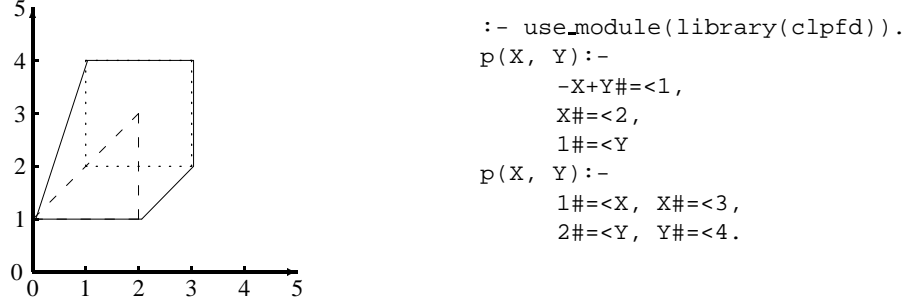 5
4
3
2
1
0
0 1 2 3 4 5
:- use_module(library(clpfd)).
p(X, Y):-
-X+Y#=<1,
X#=<2,
1#=<Y
p(X, Y):-
1#=<X, X#=<3,
2#=<Y, Y#=<4.